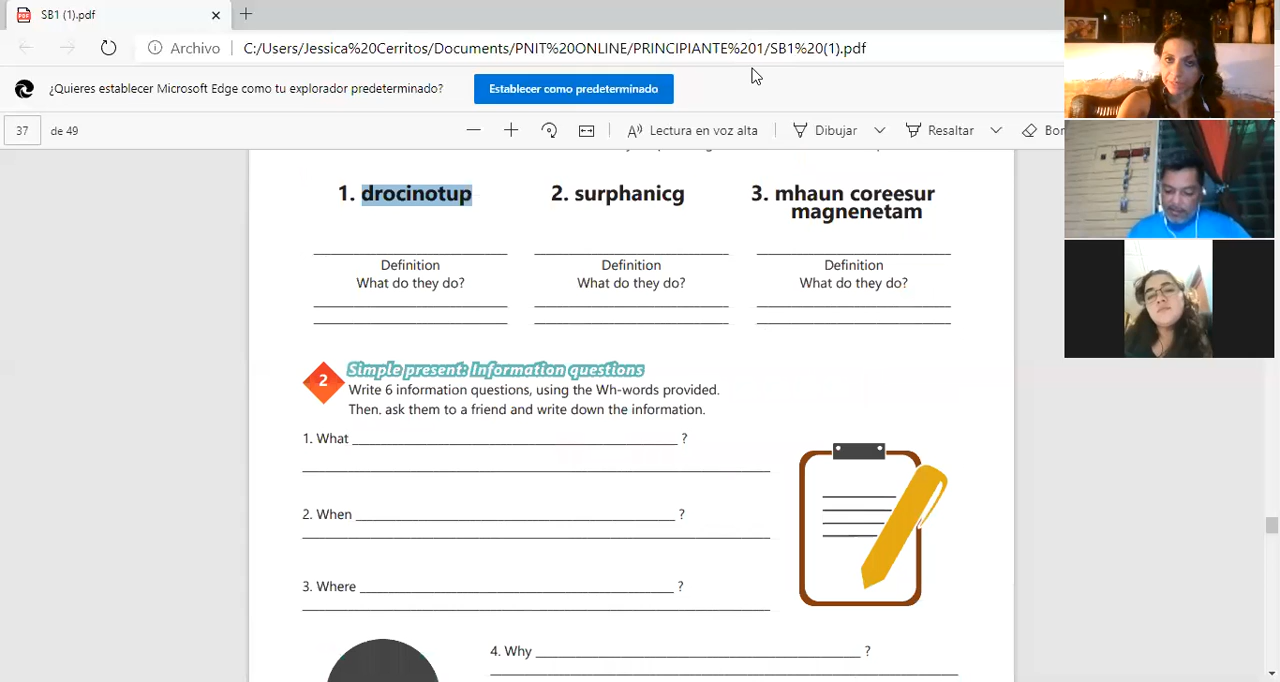 SB1 (1).pdf
Archivo C:/Users/Jessica%20Cerritos/Documents/PNIT%20ONLINE/PRINCIPIANTE%201/SB1%20(1).pdf
¿Quieres establecer Microsoft Edge como tu explorador predeterminado? Establecer como predeterminado
37 de 49 Lectura en voz alta Dibujar Resaltar
1. drocinotup 2. surphanicg 3. mhaun coreesur
magnenetam
Definition Definition Definition
What do they do? What do they do? What do they do?
2 Simple present: Information questions
Write 6 information questions, using the Wh-words provided.
Then. ask them to a friend and write down the information.
1. What ?
2. When ?
3. Where ?
4. Why ?